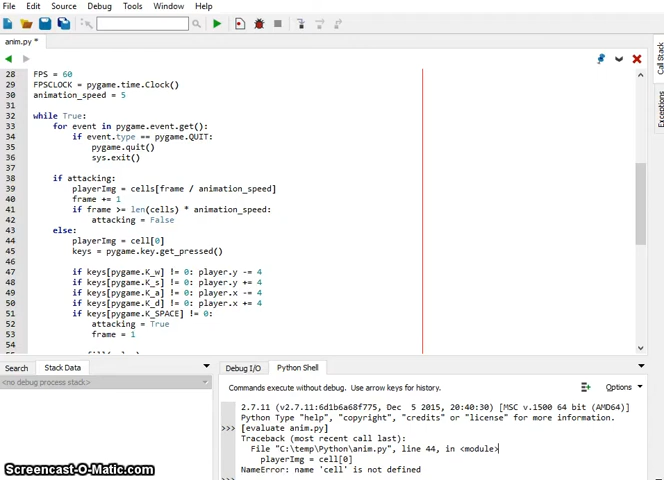 File Edit Source Debug Tools Window Help
anim.py *
28 FPS = 60
29 FPSCLOCK = pygame.time.Clock()
30 animation_speed = 5
31
32 while True:
33 for event in pygame.event.get():
34 if event.type == pygame.QUIT:
35 pygame.quit()
36 sys.exit()
37
38 if attacking:
39 playerImg = cells[frame / animation_speed]
40 frame += 1
41 if frame >= len(cells) * animation_speed:
42 attacking = False
43 else:
44 playerImg = cell[0]
45 keys = pygame.key.get_pressed()
46
47 if keys[pygame.K_w] != 0: player.y -= 4
48 if keys[pygame.K_s] != 0: player.y += 4
49 if keys[pygame.K_a] != 0: player.x -= 4
50 if keys[pygame.K_d] != 0: player.x += 4
51 if keys[pygame.K_SPACE] != 0:
52 attacking = True
53 frame = 1
54
Call Stack
Exceptions
Search Stack Data
<no debug process stack>
Debug I/O Python Shell
Commands execute without debug. Use arrow keys for history.
Options
2.7.11 (v2.7.11:6d1b6a68f775, Dec 5 2015, 20:40:30) [MSC v.1500 64 bit (AMD64)]
Python Type "help", "copyright", "credits" or "license" for more information.
>>> [evaluate anim.py]
Traceback (most recent call last):
File "C:\temp\Python\anim.py", line 44, in <module>
playerImg = cell[0]
NameError: name 'cell' is not defined
>>>
Screencast-O-Matic.com